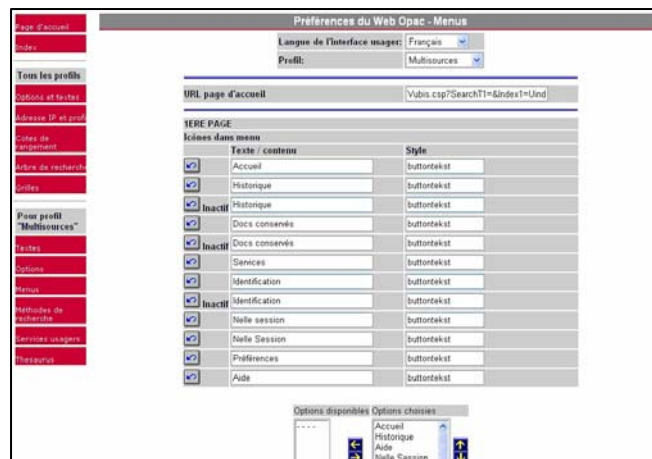 Préférences du Web Opac - Menus
Page d'accueil
Index
Tous les profils
Options et textes
Adresse IP et profi
Cotes de
rangement
Arbre de recherche
Grilles
Pour profil
"Multisources"
Textes
Options
Menus
Méthodes de
recherche
Services usagers
Thesaurus
Langue de l'interface usager: Français
Profil: Multisources
URL page d'accueil Vubis.csp?SearchT1=&Index1=Uind
1ERE PAGE
Icônes dans menu
Texte / contenu Style
Accueil buttontekst
Historique buttontekst
Inactif Historique buttontekst
Docs conservés buttontekst
Inactif Docs conservés buttontekst
Services buttontekst
Identification buttontekst
Inactif Identification buttontekst
Nelle session buttontekst
Nelle Session buttontekst
Préférences buttontekst
Aide buttontekst
Options disponibles Options choisies
---- Accueil
Historique
Aide
Nelle Session